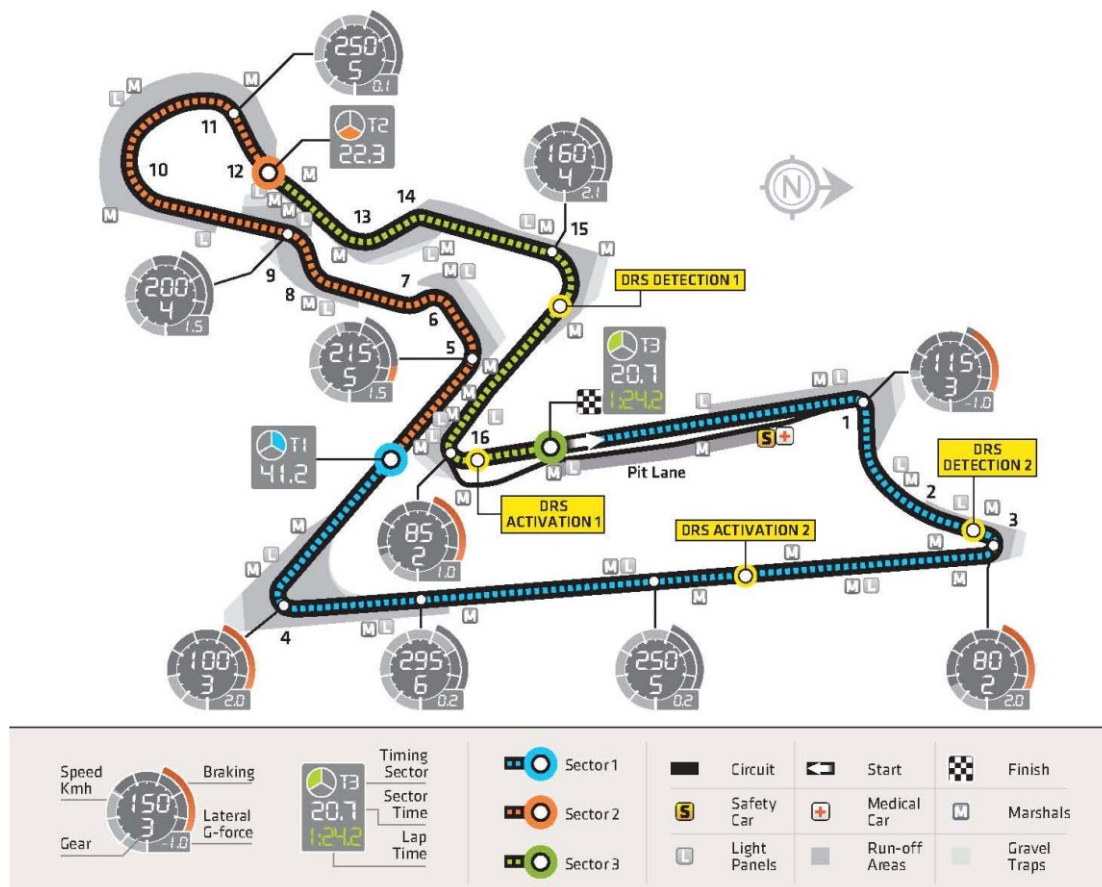 250
5
0.1
M
M
L
M
11
T2
22.3
12
10
M
M
L
M
M
L
L
160
4
2.1
N
14
13
L
M
15
M
M
L
M
9
8
M
L
7
M
L
6
200
4
1.5
DRS DETECTION 1
M
215
5
1.5
5
M
T3
20.7
1:24.2
M
M
M
L
M
L
16
L
M
L
115
3
-1.0
1
S
M
M
L
Pit Lane
T1
41.2
M
DRS
ACTIVATION 1
DRS
DETECTION 2
L
M
2
L
M
3
85
2
1.0
DRS ACTIVATION 2
M
M
M
M
L
4
M
L
M
M
L
M
M
L
M
100
3
2.0
295
6
0.2
250
5
0.2
80
2
2.0
Speed
Kmh
Braking
150
3
-1.0
Gear
Lateral
G-force
T3
20.7
1:24.2
Timing
Sector
Sector
Time
Lap
Time
Sector 1
Sector 2
Sector 3
Circuit
Start
Finish
S
Safety
Car
Medical
Car
M
Marshals
L
Light
Panels
Run-off
Areas
Gravel
Traps